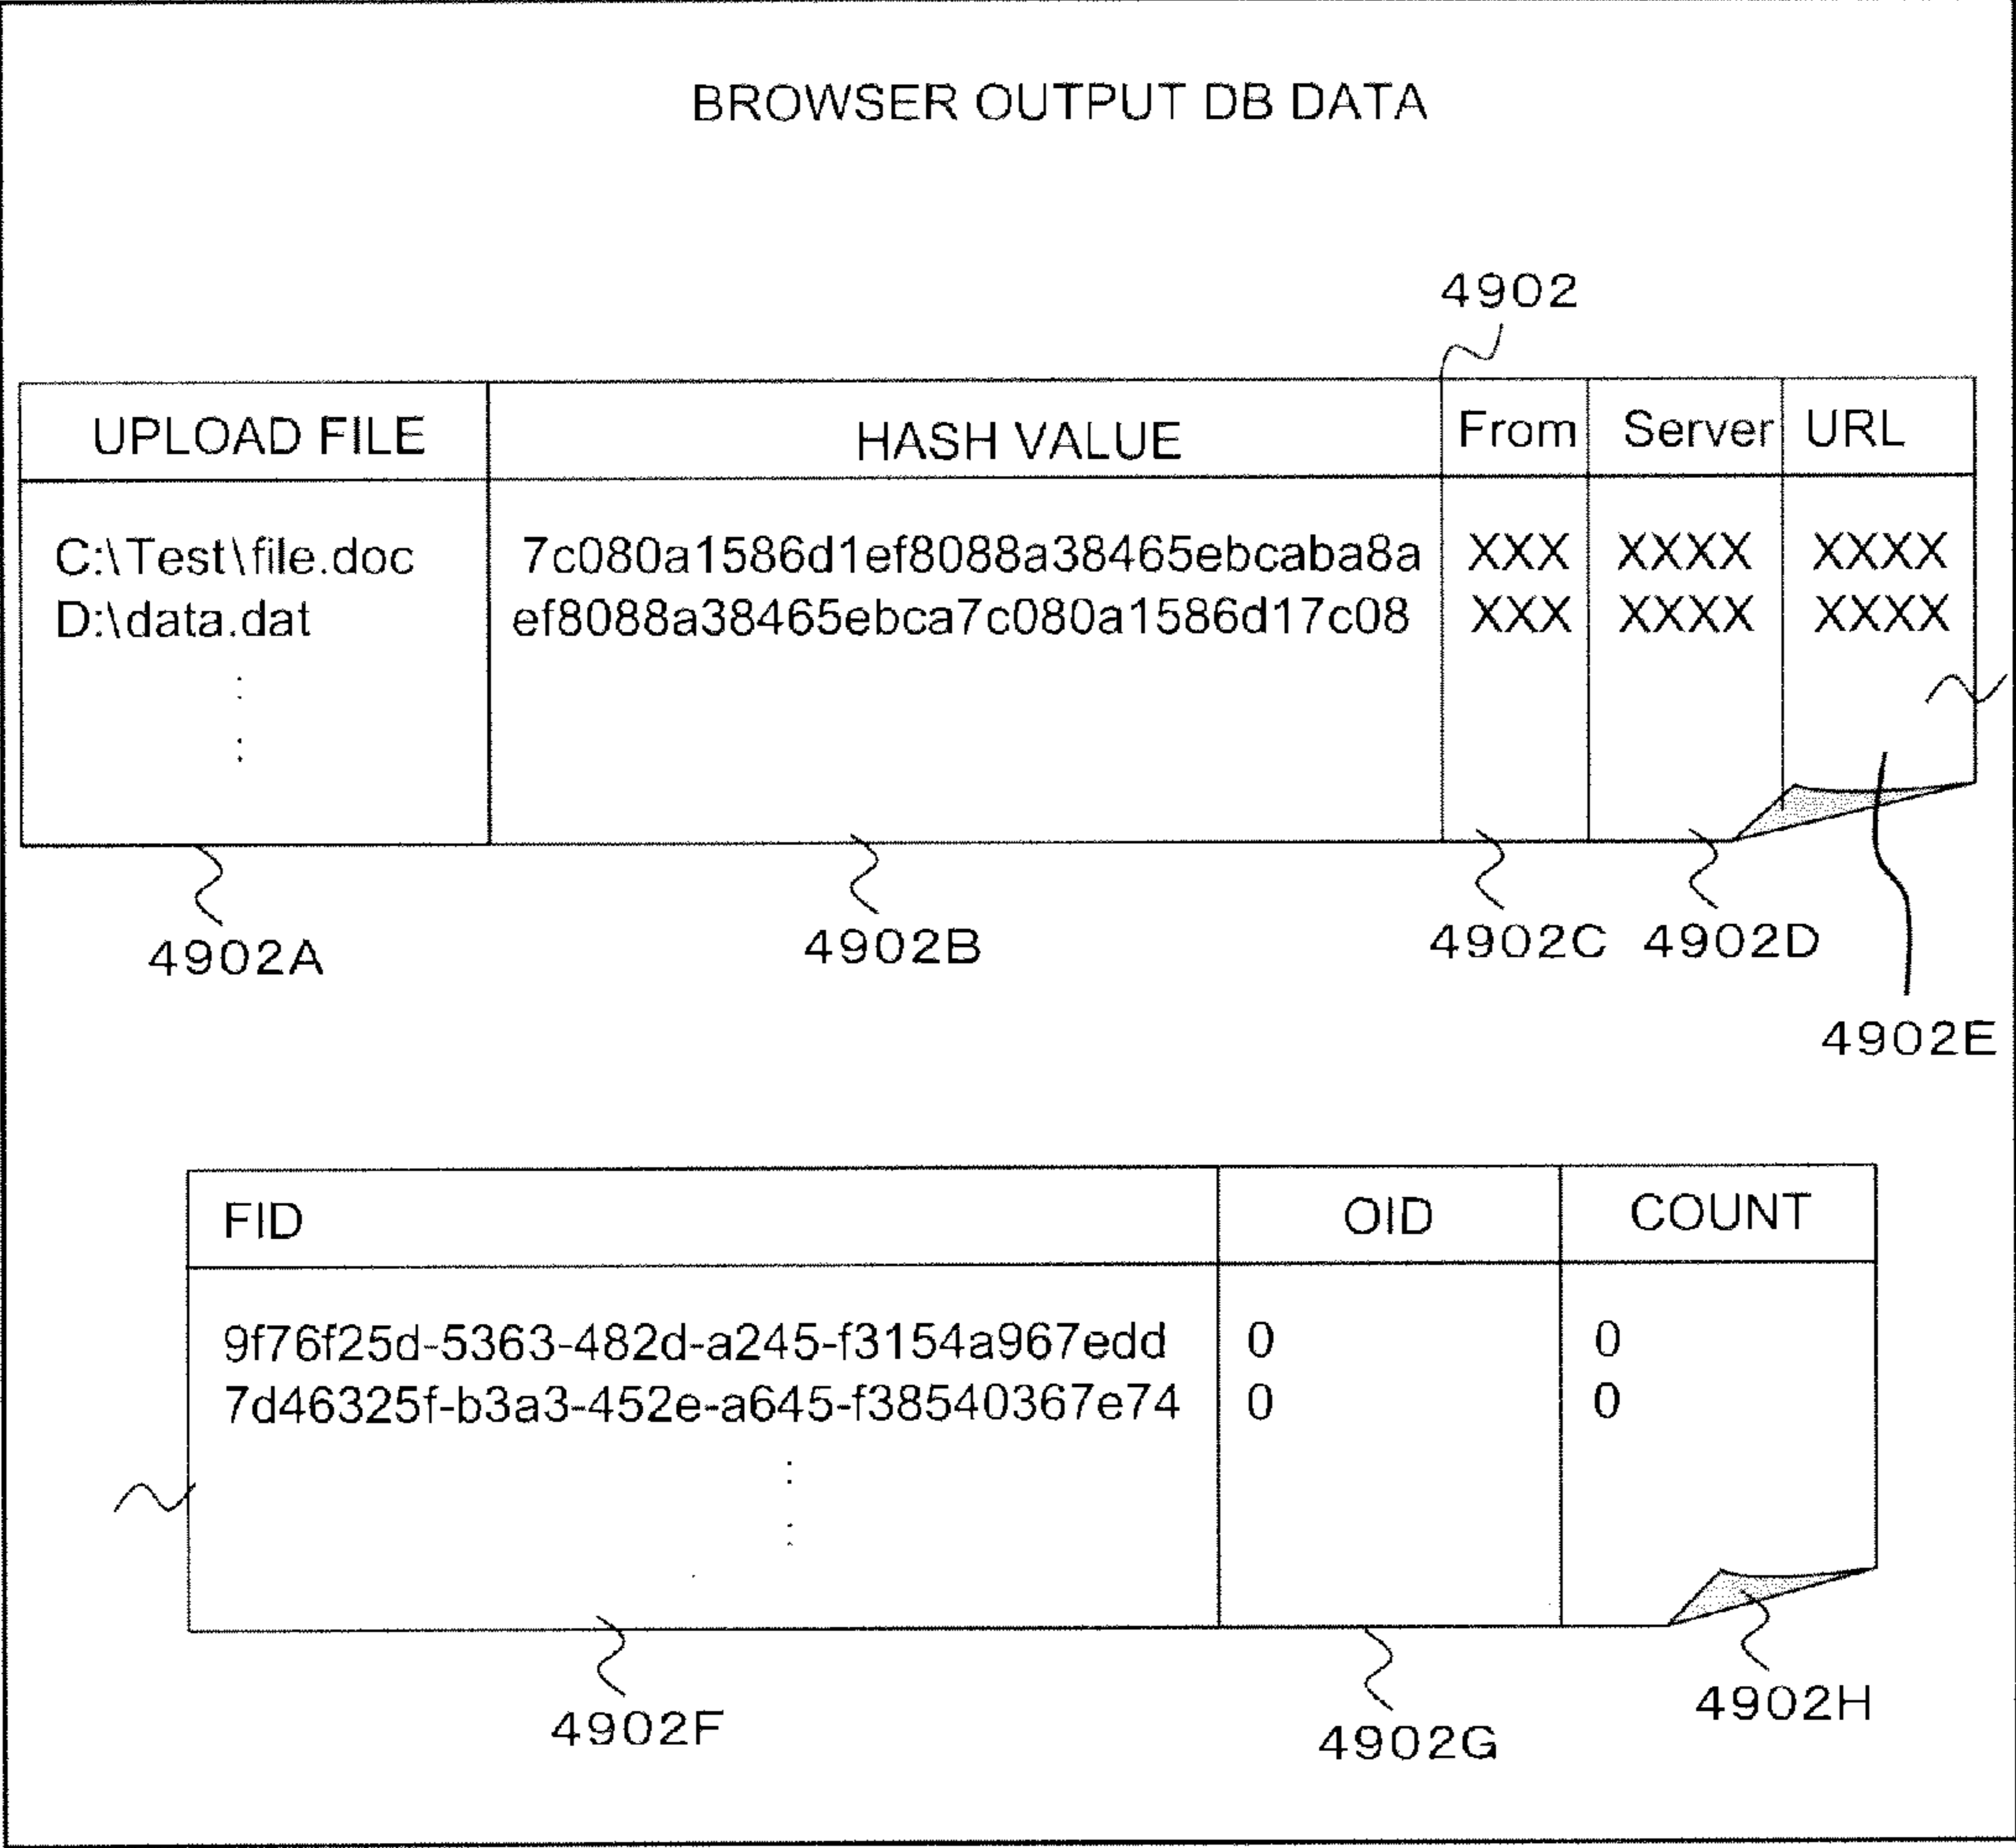 BROWSER OUTPUT DB DATA
4902
UPLOAD FILE HASH VALUE From Server URL
C:\Test\file.doc 7c080a1586d1ef8088a38465ebcaba8a XXX XXXX XXXX
D:\data.dat ef8088a38465ebca7c080a1586d17c08 XXX XXXX XXXX
4902A 4902B 4902C 4902D
4902E
FID OID COUNT
9f76f25d-5363-482d-a245-f3154a967edd 0 0
7d46325f-b3a3-452e-a645-f38540367e74 0 0
4902F 4902G 4902H